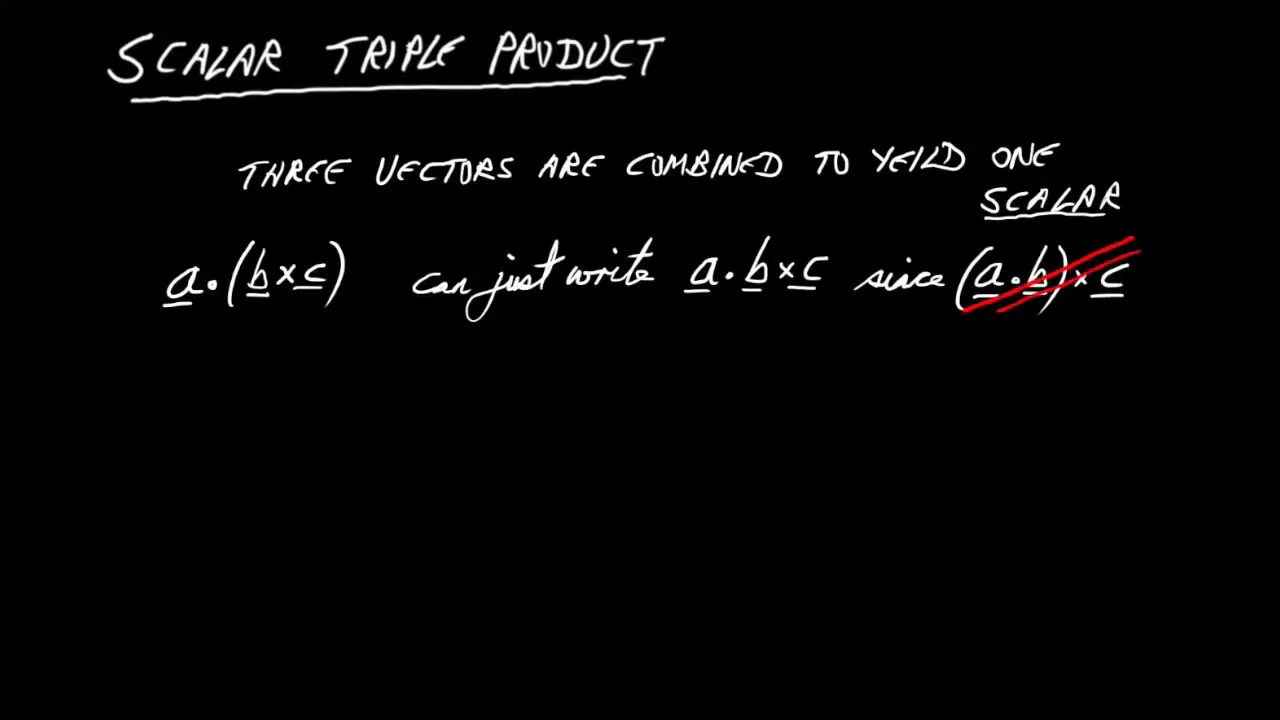 SCALAR TRIPLE PRODUCT
THREE VECTORS ARE COMBINED TO YEILD ONE
SCALAR
a·(b×c) can just write a·b×c since (a·b)×c